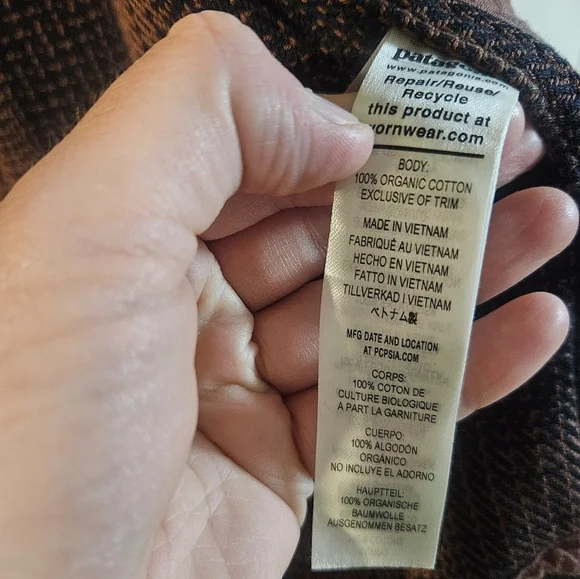 www.patagonia.com
Repair/Reuse/
Recycle
this product at
wornwear.com
BODY:
100% ORGANIC COTTON
EXCLUSIVE OF TRIM
MADE IN VIETNAM
FABRIQUÉ AU VIETNAM
HECHO EN VIETNAM
FATTO IN VIETNAM
TILLVERKAD I VIETNAM
ベトナム製
MFG DATE AND LOCATION
AT PCPSIA.COM
CORPS:
100% COTON DE
CULTURE BIOLOGIQUE
A PART LA GARNITURE
CUERPO:
100% ALGODÓN
ORGÁNICO
NO INCLUYE EL ADORNO
HAUPTTEIL:
100% ORGANISCHE
BAUMWOLLE
AUSGENOMMEN BESATZ